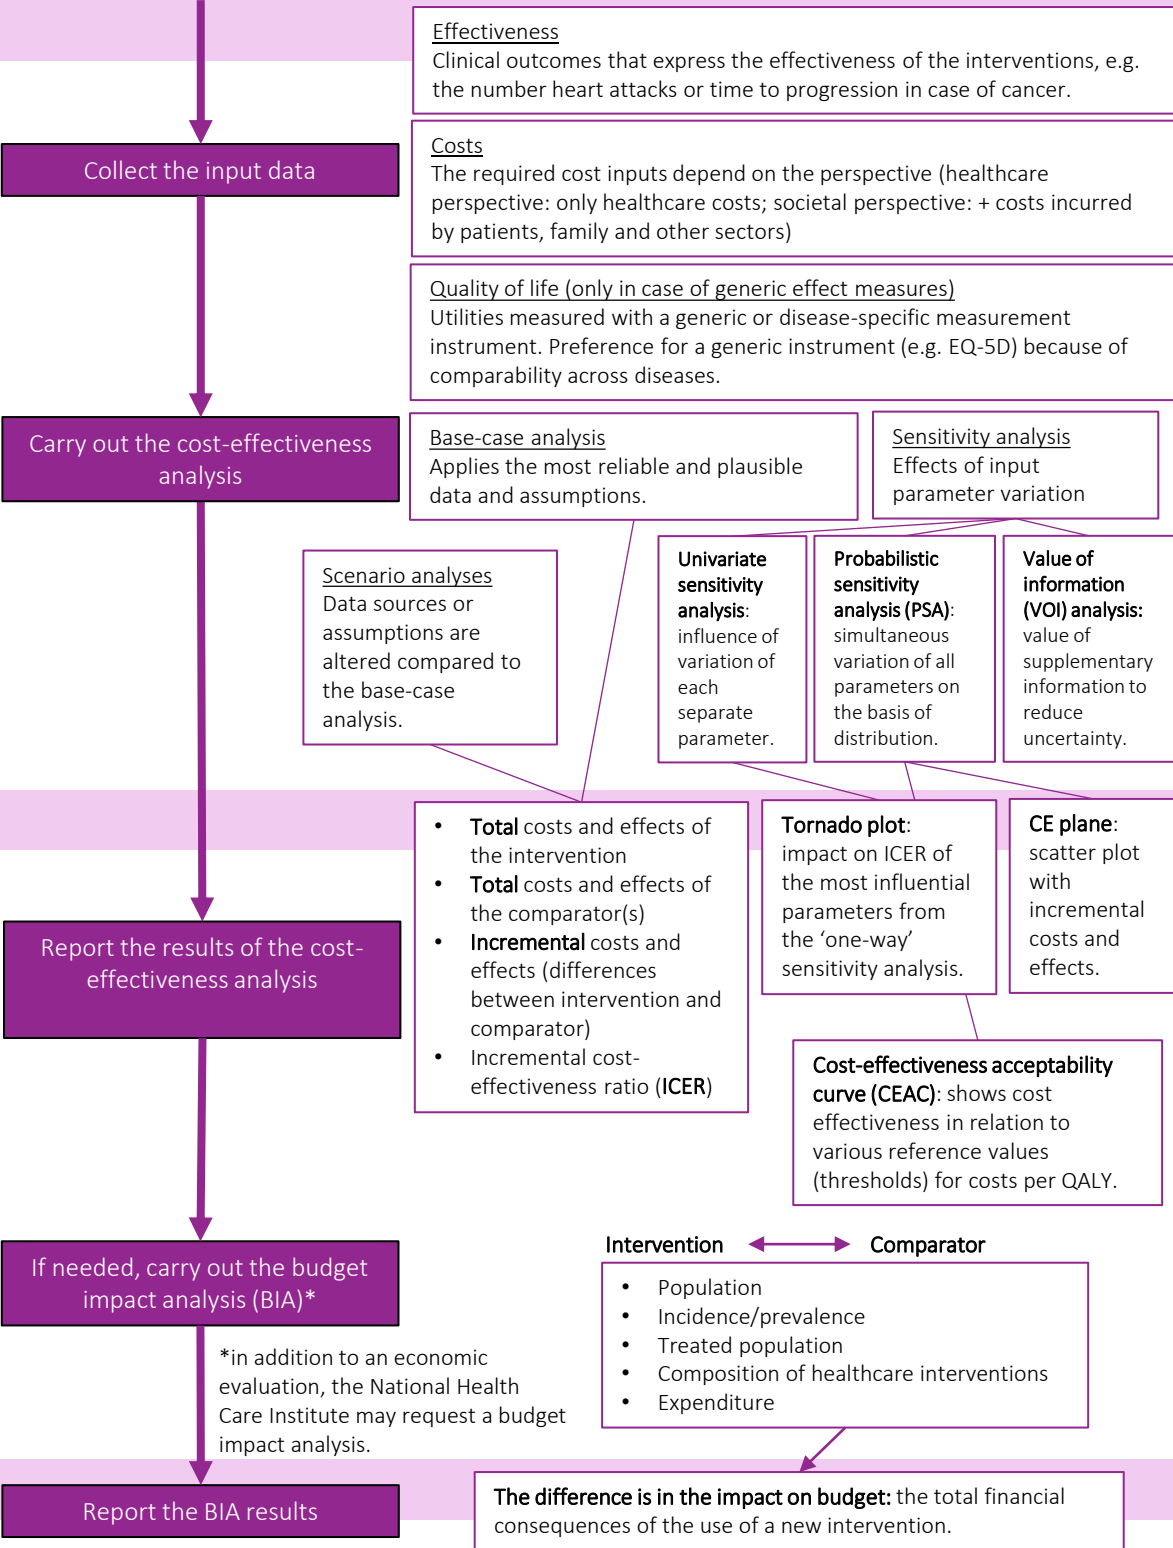 Effectiveness
Clinical outcomes that express the effectiveness of the interventions, e.g.
the number heart attacks or time to progression in case of cancer.
Collect the input data
Costs
The required cost inputs depend on the perspective (healthcare
perspective: only healthcare costs; societal perspective: + costs incurred
by patients, family and other sectors)
Quality of life (only in case of generic effect measures)
Utilities measured with a generic or disease-specific measurement
instrument. Preference for a generic instrument (e.g. EQ-5D) because of
comparability across diseases.
Carry out the cost-effectiveness
analysis
Base-case analysis
Applies the most reliable and plausible
data and assumptions.
Sensitivity analysis
Effects of input
parameter variation
Scenario analyses
Data sources or
assumptions are
altered compared to
the base-case
analysis.
Univariate
sensitivity
analysis:
influence of
variation of
each
separate
parameter.
Probabilistic
sensitivity
analysis (PSA):
simultaneous
variation of all
parameters on
the basis of
distribution.
Value of
information
(VOI) analysis:
value of
supplementary
information to
reduce
uncertainty.
Report the results of the cost-
effectiveness analysis
• Total costs and effects of
the intervention
• Total costs and effects of
the comparator(s)
• Incremental costs and
effects (differences
between intervention and
comparator)
• Incremental cost-
effectiveness ratio (ICER)
Tornado plot:
impact on ICER of
the most influential
parameters from
the ‘one-way’
sensitivity analysis.
CE plane:
scatter plot
with
incremental
costs and
effects.
Cost-effectiveness acceptability
curve (CEAC): shows cost
effectiveness in relation to
various reference values
(thresholds) for costs per QALY.
If needed, carry out the budget
impact analysis (BIA)*
*in addition to an economic
evaluation, the National Health
Care Institute may request a budget
impact analysis.
Intervention Comparator
• Population
• Incidence/prevalence
• Treated population
• Composition of healthcare interventions
• Expenditure
Report the BIA results
The difference is in the impact on budget: the total financial
consequences of the use of a new intervention.